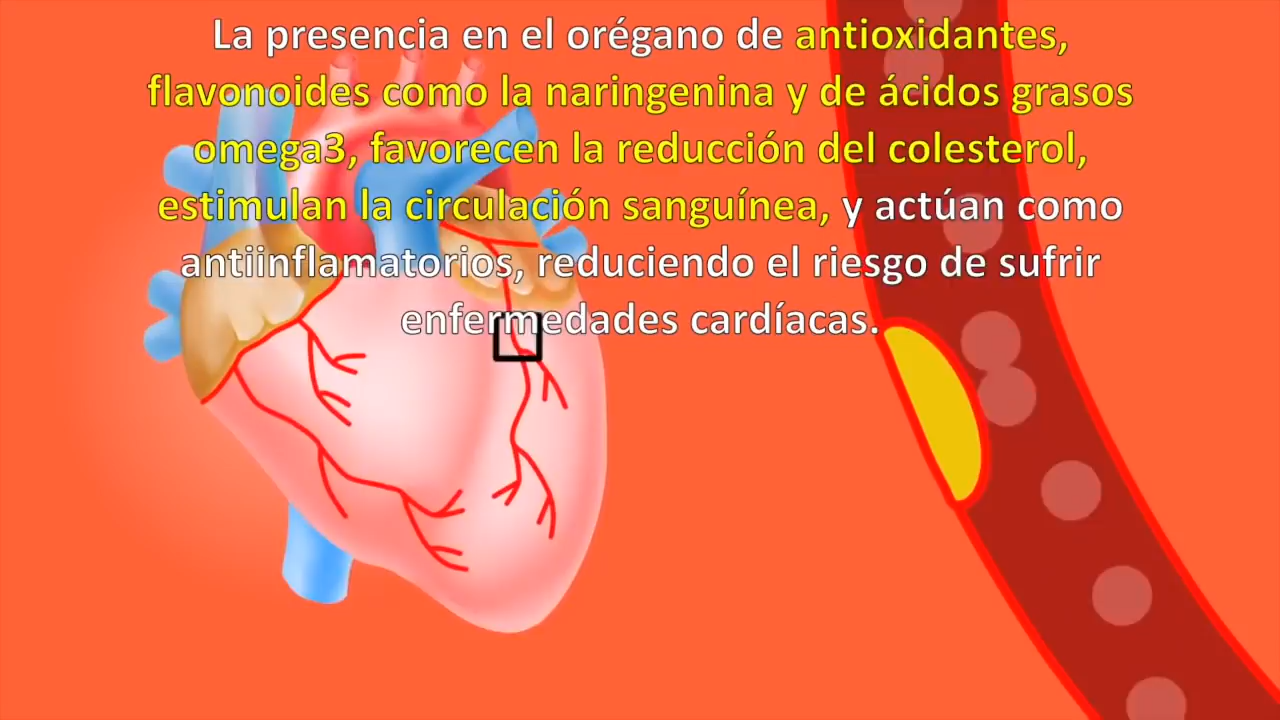 La presencia en el orégano de antioxidantes,
flavonoides como la naringenina y de ácidos grasos
omega3, favorecen la reducción del colesterol,
estimulan la circulación sanguínea, y actúan como
antiinflamatorios, reduciendo el riesgo de sufrir
enfermedades cardíacas.